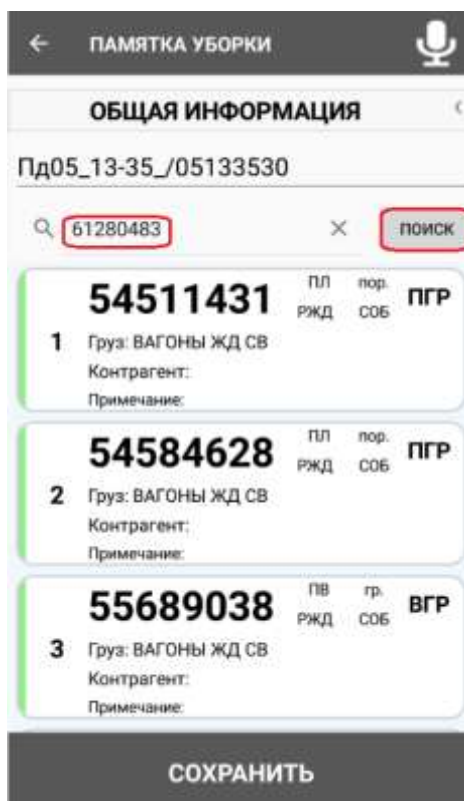 ПАМЯТКА УБОРКИ
ОБЩАЯ ИНФОРМАЦИЯ
Пд05_13-35_/05133530
61280483 ПОИСК
54511431 ПЛ пор. ПГР
РЖД СОБ
1 Груз: ВАГОНЫ ЖД СВ
Контрагент:
Примечание:
54584628 ПЛ пор. ПГР
РЖД СОБ
2 Груз: ВАГОНЫ ЖД СВ
Контрагент:
Примечание:
55689038 ПВ гр. ВГР
РЖД СОБ
3 Груз: ВАГОНЫ ЖД СВ
Контрагент:
Примечание:
СОХРАНИТЬ